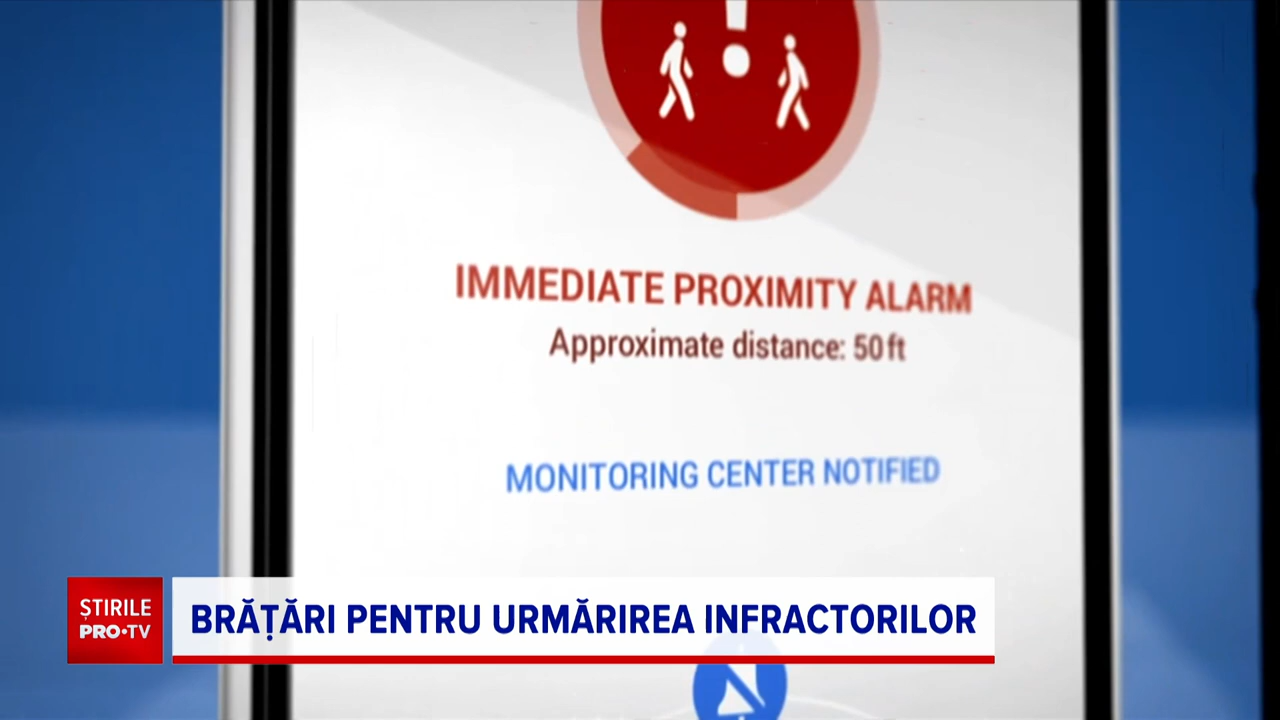 IMMEDIATE PROXIMITY ALARM
Approximate distance: 50 ft
MONITORING CENTER NOTIFIED
ȘTIRILE
PRO•TV
BRĂȚĂRI PENTRU URMĂRIREA INFRACTORILOR